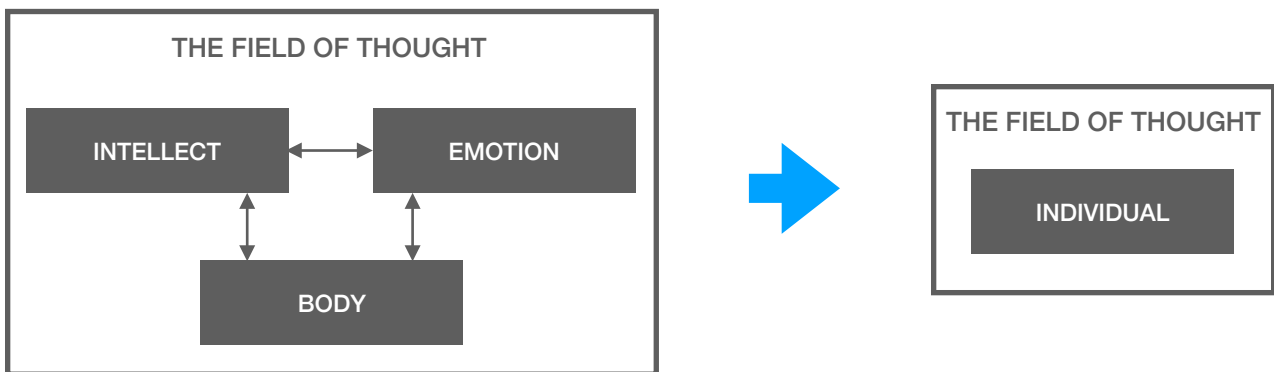 THE FIELD OF THOUGHT
INTELLECT
EMOTION
BODY
THE FIELD OF THOUGHT
INDIVIDUAL